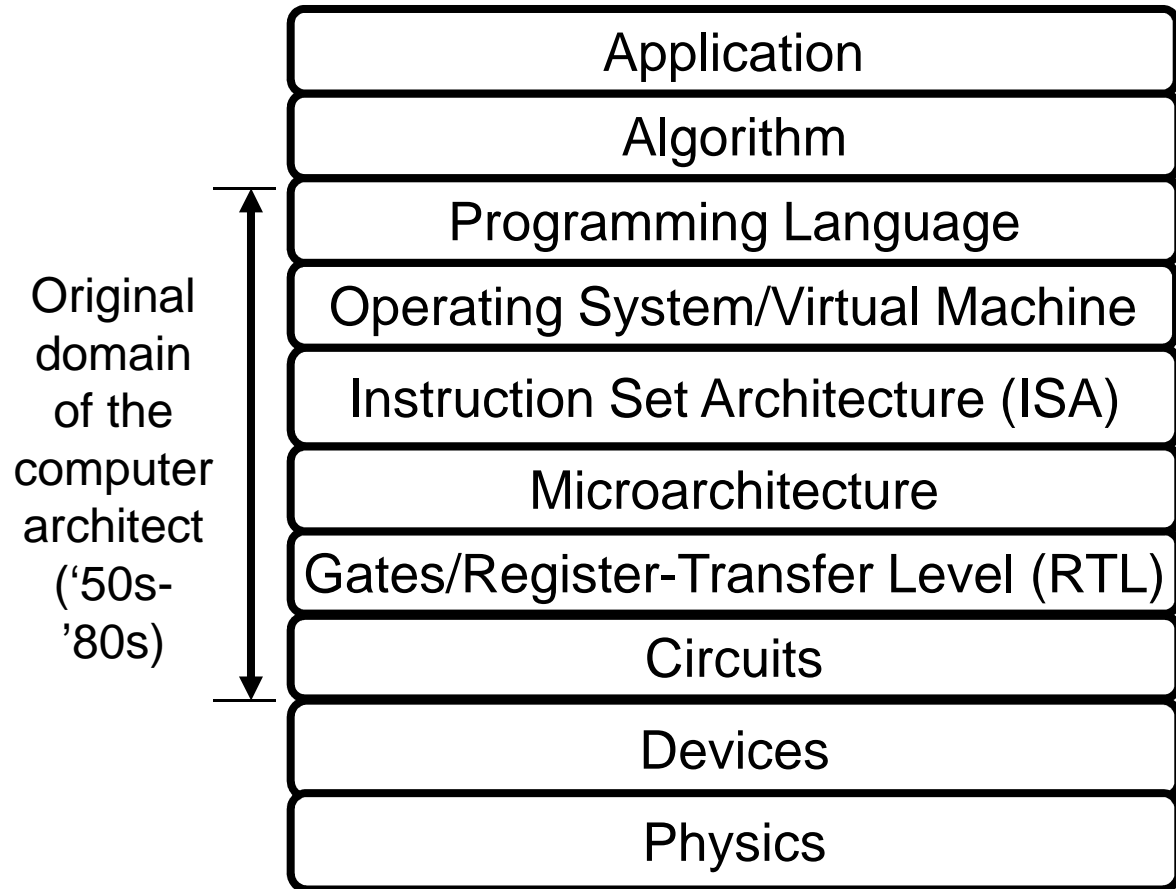 Application
Algorithm
Programming Language
Operating System/Virtual Machine
Instruction Set Architecture (ISA)
Microarchitecture
Gates/Register-Transfer Level (RTL)
Circuits
Devices
Physics
Original
domain
of the
computer
architect
(‘50s-
’80s)